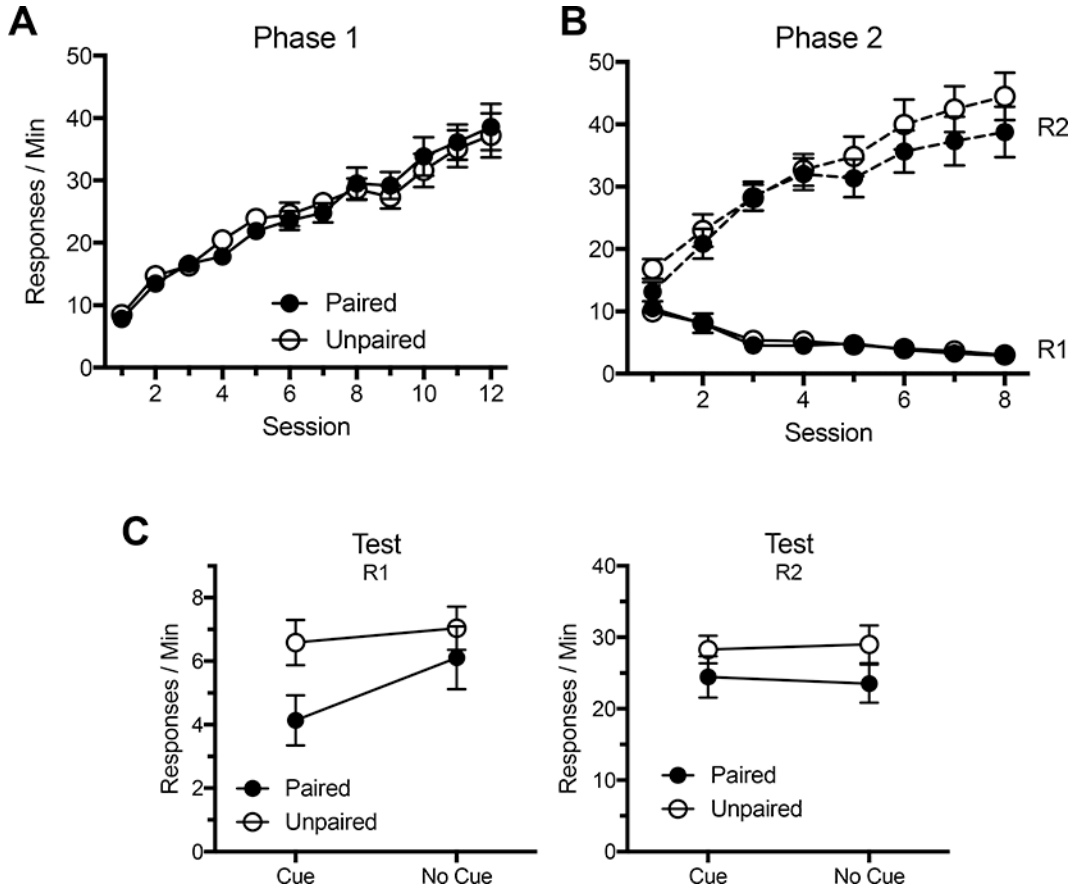 A
Phase 1
Responses / Min
50
40
30
20
10
0
2 4 6 8 10 12
Session
Paired
Unpaired
B
Phase 2
50
40
30
20
10
0
2 4 6 8
Session
R2
R1
C
Test
R1
Responses / Min
8
6
4
2
0
Cue No Cue
Paired
Unpaired
Test
R2
Responses / Min
40
30
20
10
0
Cue No Cue
Paired
Unpaired